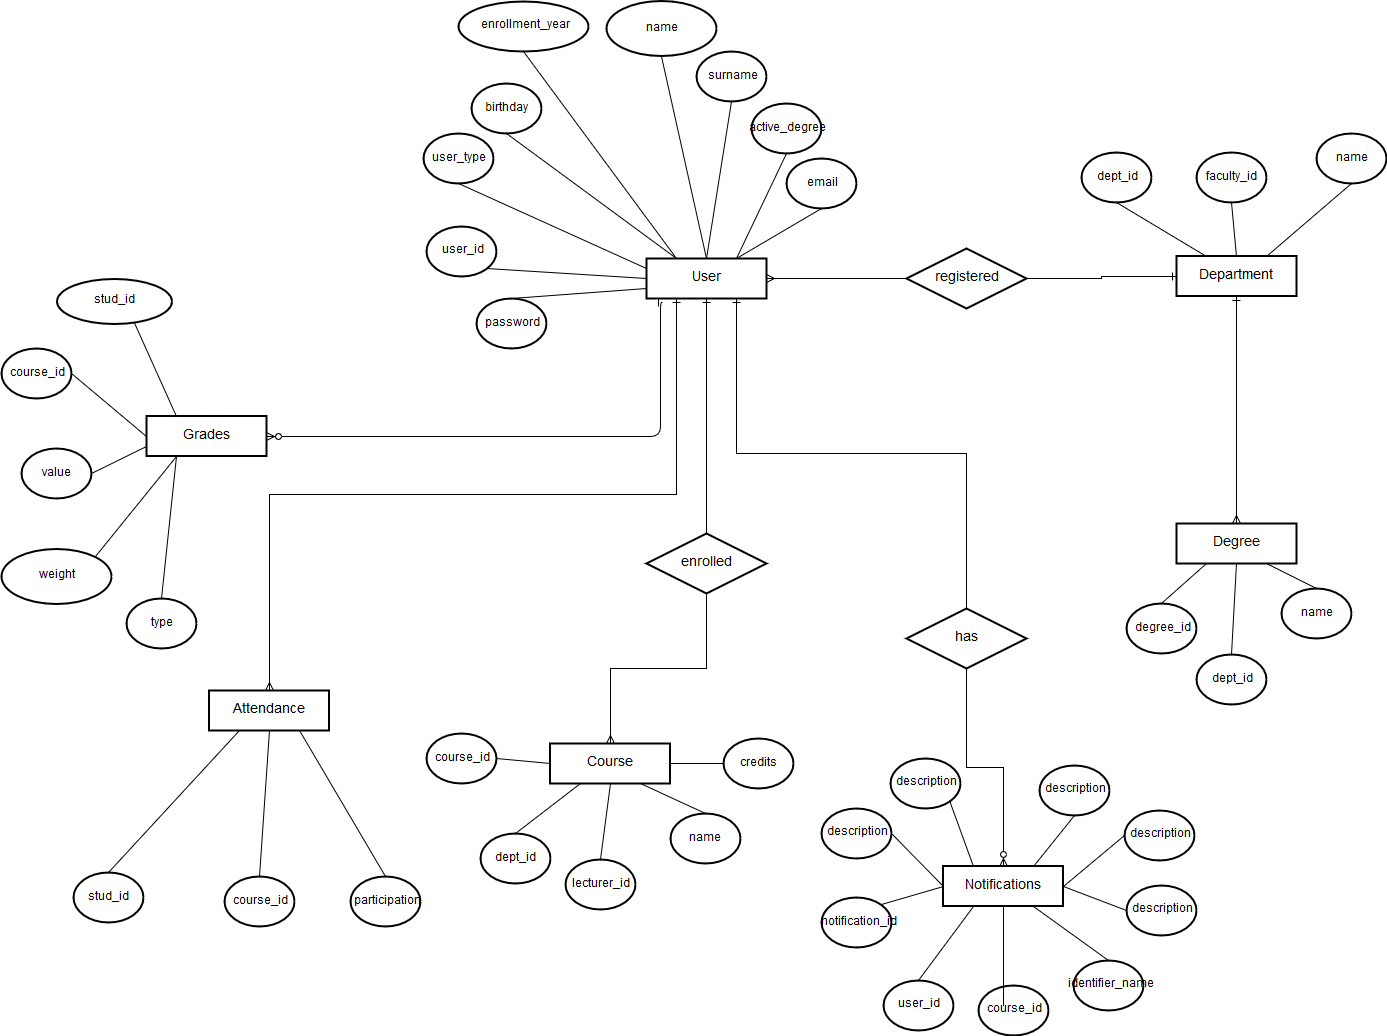 enrollment_year
name
surname
birthday
active_degree
user_type
email
user_id
password
User
registered
dept_id
faculty_id
name
Department
stud_id
course_id
Grades
value
weight
type
enrolled
has
Degree
degree_id
dept_id
name
Attendance
stud_id
course_id
participation
Course
course_id
credits
dept_id
lecturer_id
name
description
description
description
description
description
Notifications
notification_id
user_id
course_id
identifier_name